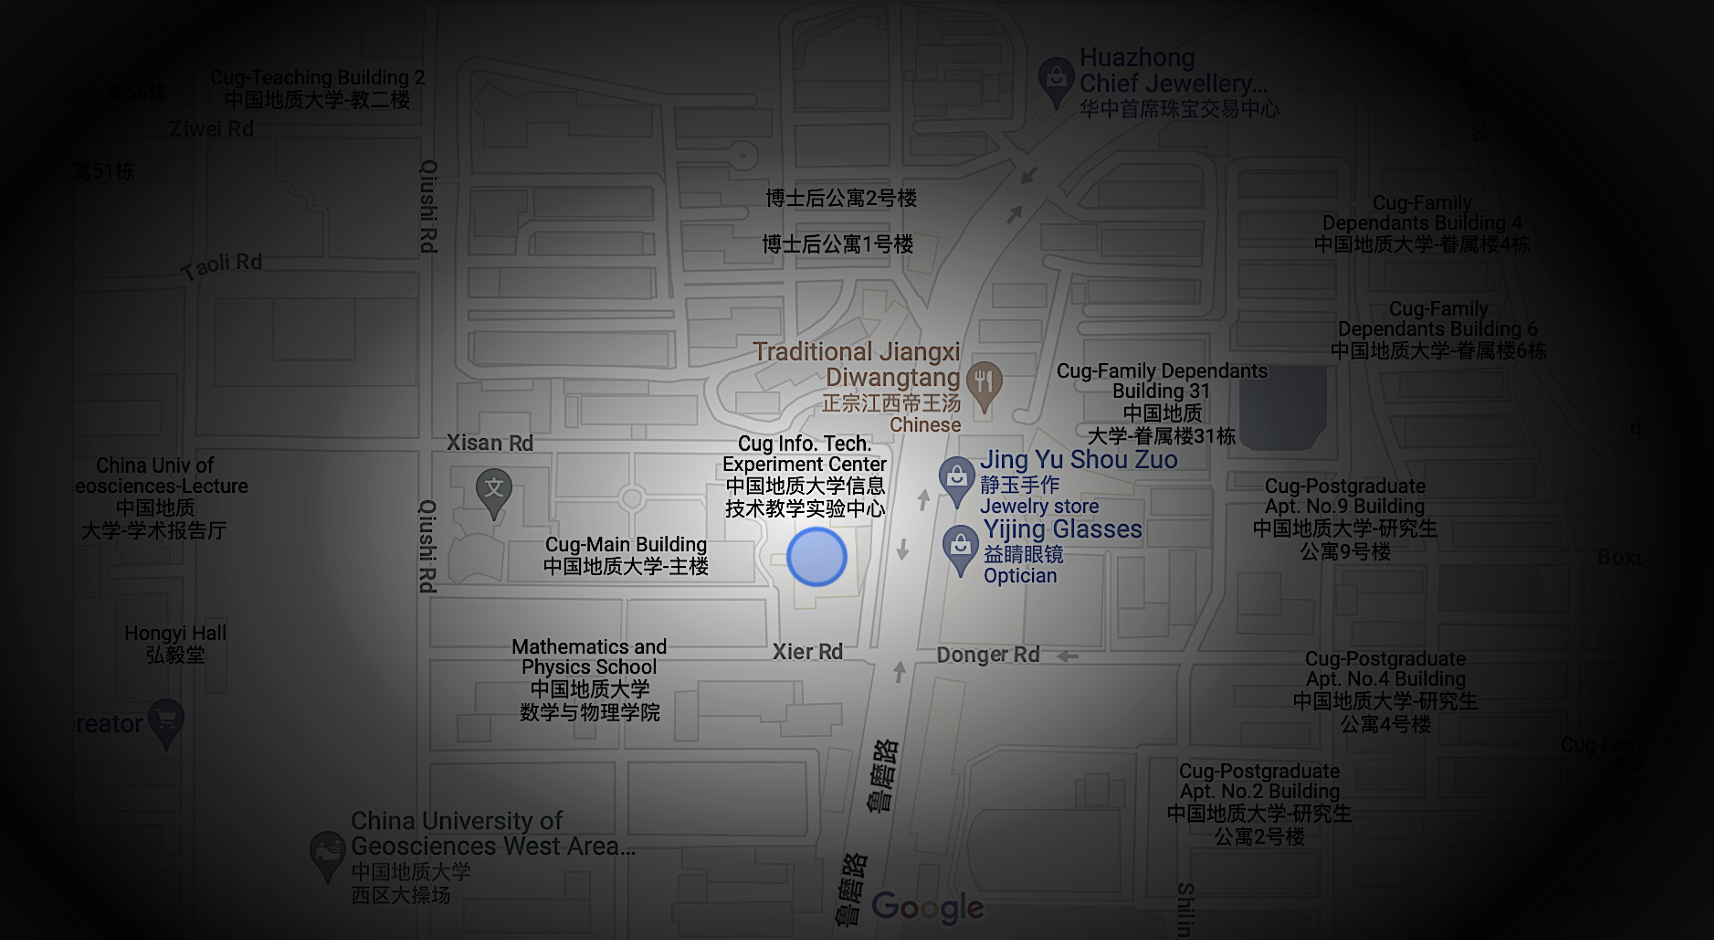 Cug-Teaching Building 2
中国地质大学-教二楼
56栋
Ziwei Rd
寓51栋
Qiushi Rd
Taoli Rd
Huazhong
Chief Jewellery...
华中首席珠宝交易中心
博士后公寓2号楼
博士后公寓1号楼
Cug-Family
Dependants Building 4
中国地质大学-眷属楼4栋
Cug-Family
Dependants Building 6
中国地质大学-眷属楼6栋
Traditional Jiangxi
Diwangtang
正宗江西帝王汤
Chinese
Cug-Family Dependants
Building 31
中国地质
大学-眷属楼31栋
Xisan Rd
Cug Info. Tech.
Experiment Center
中国地质大学信息
技术教学实验中心
Jing Yu Shou Zuo
静玉手作
Jewelry store
Yijing Glasses
益睛眼镜
Optician
China Univ of
eosciences-Lecture
中国地质
大学-学术报告厅
文
Qiushi Rd
Cug-Main Building
中国地质大学-主楼
Cug-Postgraduate
Apt. No.9 Building
中国地质大学-研究生
公寓9号楼
中
Boxu
Hongyi Hall
弘毅堂
Mathematics and
Physics School
中国地质大学
数学与物理学院
Xier Rd
Donger Rd
Cug-Postgraduate
Apt. No.4 Building
中国地质大学-研究生
公寓4号楼
reator
鲁磨路
Cug-Fam
Bu
Cug-Postgraduate
Apt. No.2 Building
中国地质大学-研究生
公寓2号楼
China University of
Geosciences West Area...
中国地质大学
西区大操场
鲁磨路
Google
Shilin